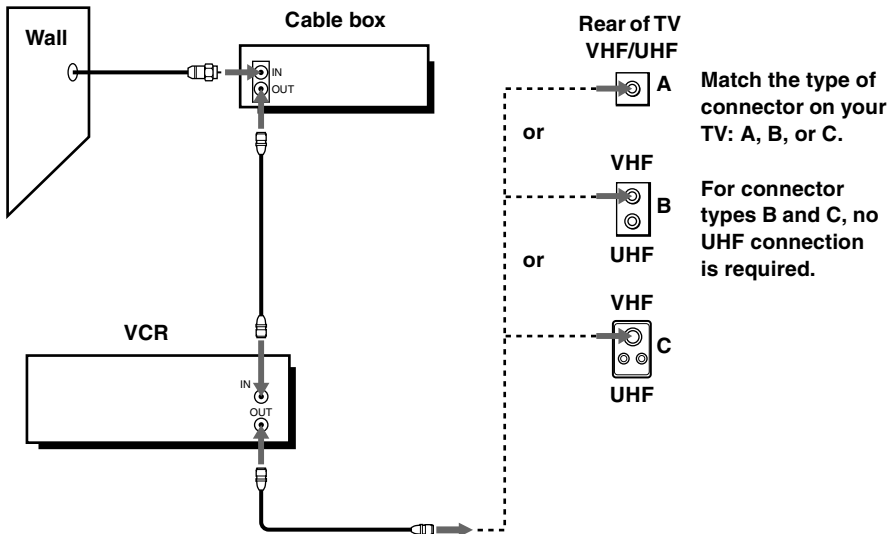 Wall
Cable box
IN
OUT
VCR
IN
OUT
or
or
Rear of TV
VHF/UHF
A
VHF
B
UHF
VHF
C
UHF
Match the type of
connector on your
TV: A, B, or C.
For connector
types B and C, no
UHF connection
is required.